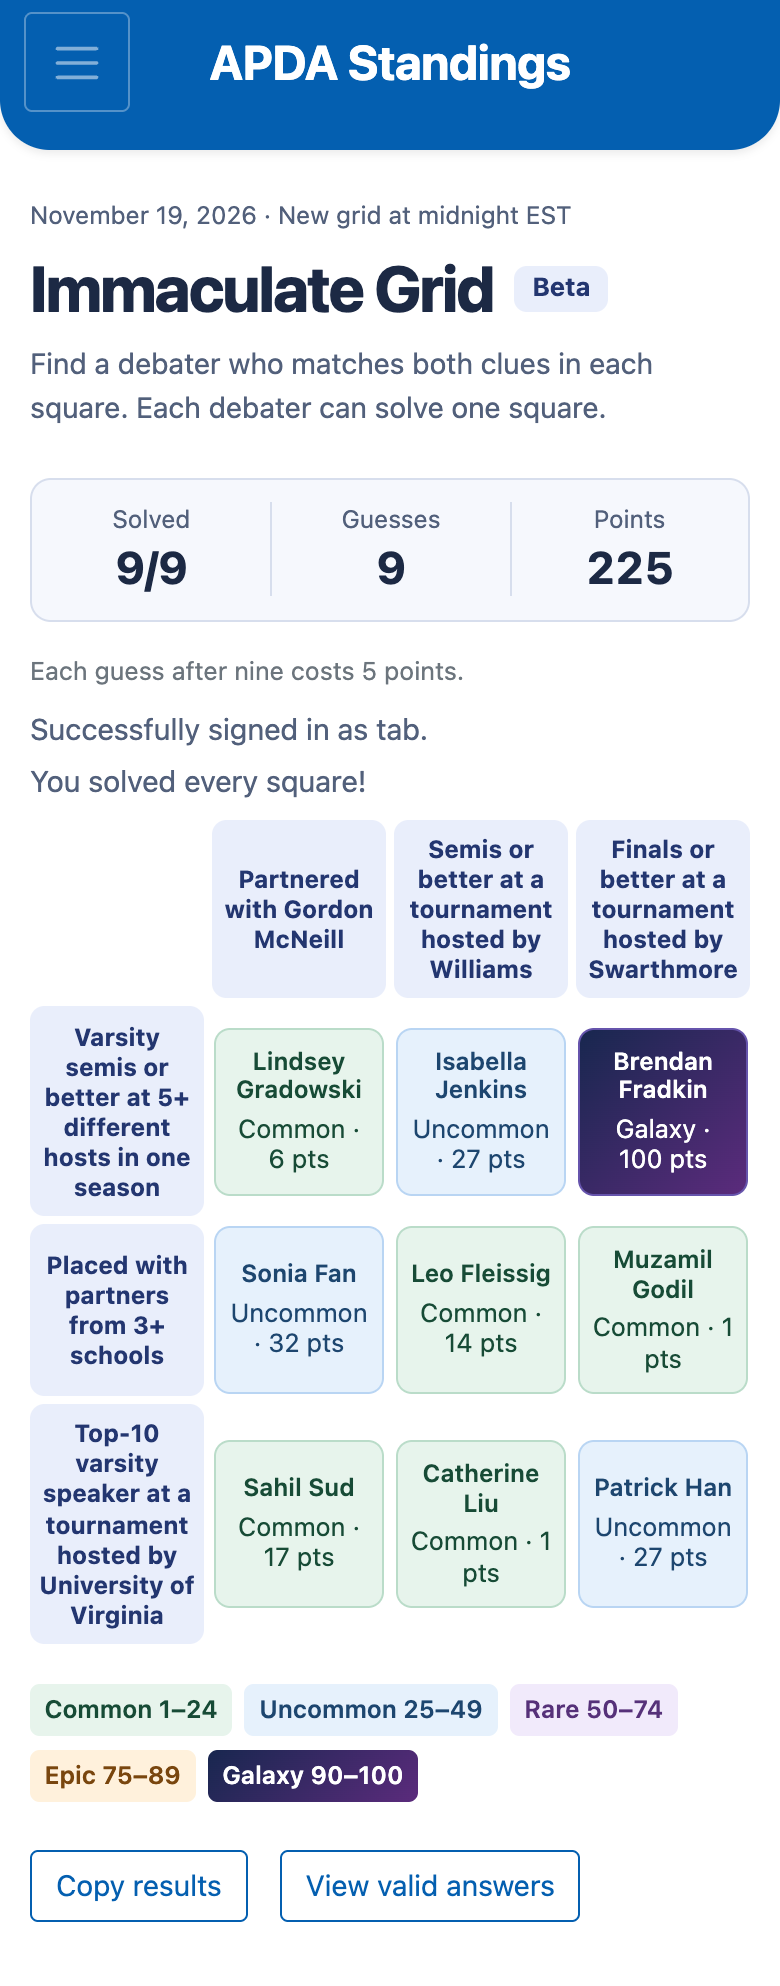 APDA Standings
November 19, 2026 · New grid at midnight EST
Immaculate Grid
Beta
Find a debater who matches both clues in each
square. Each debater can solve one square.
Solved
9/9
Guesses
9
Points
225
Each guess after nine costs 5 points.
Successfully signed in as tab.
You solved every square!
Partnered
with Gordon
McNeill
Semis or
better at a
tournament
hosted by
Williams
Finals or
better at a
tournament
hosted by
Swarthmore
Varsity
semis or
better at 5+
different
hosts in one
season
Lindsey
Gradowski
Common ·
6 pts
Isabella
Jenkins
Uncommon
· 27 pts
Brendan
Fradkin
Galaxy ·
100 pts
Placed with
partners
from 3+
schools
Sonia Fan
Uncommon
· 32 pts
Leo Fleissig
Common ·
14 pts
Muzamil
Godil
Common · 1
pts
Top-10
varsity
speaker at a
tournament
hosted by
University of
Virginia
Sahil Sud
Common ·
17 pts
Catherine
Liu
Common · 1
pts
Patrick Han
Uncommon
· 27 pts
Common 1–24
Uncommon 25–49
Rare 50–74
Epic 75–89
Galaxy 90–100
Copy results
View valid answers